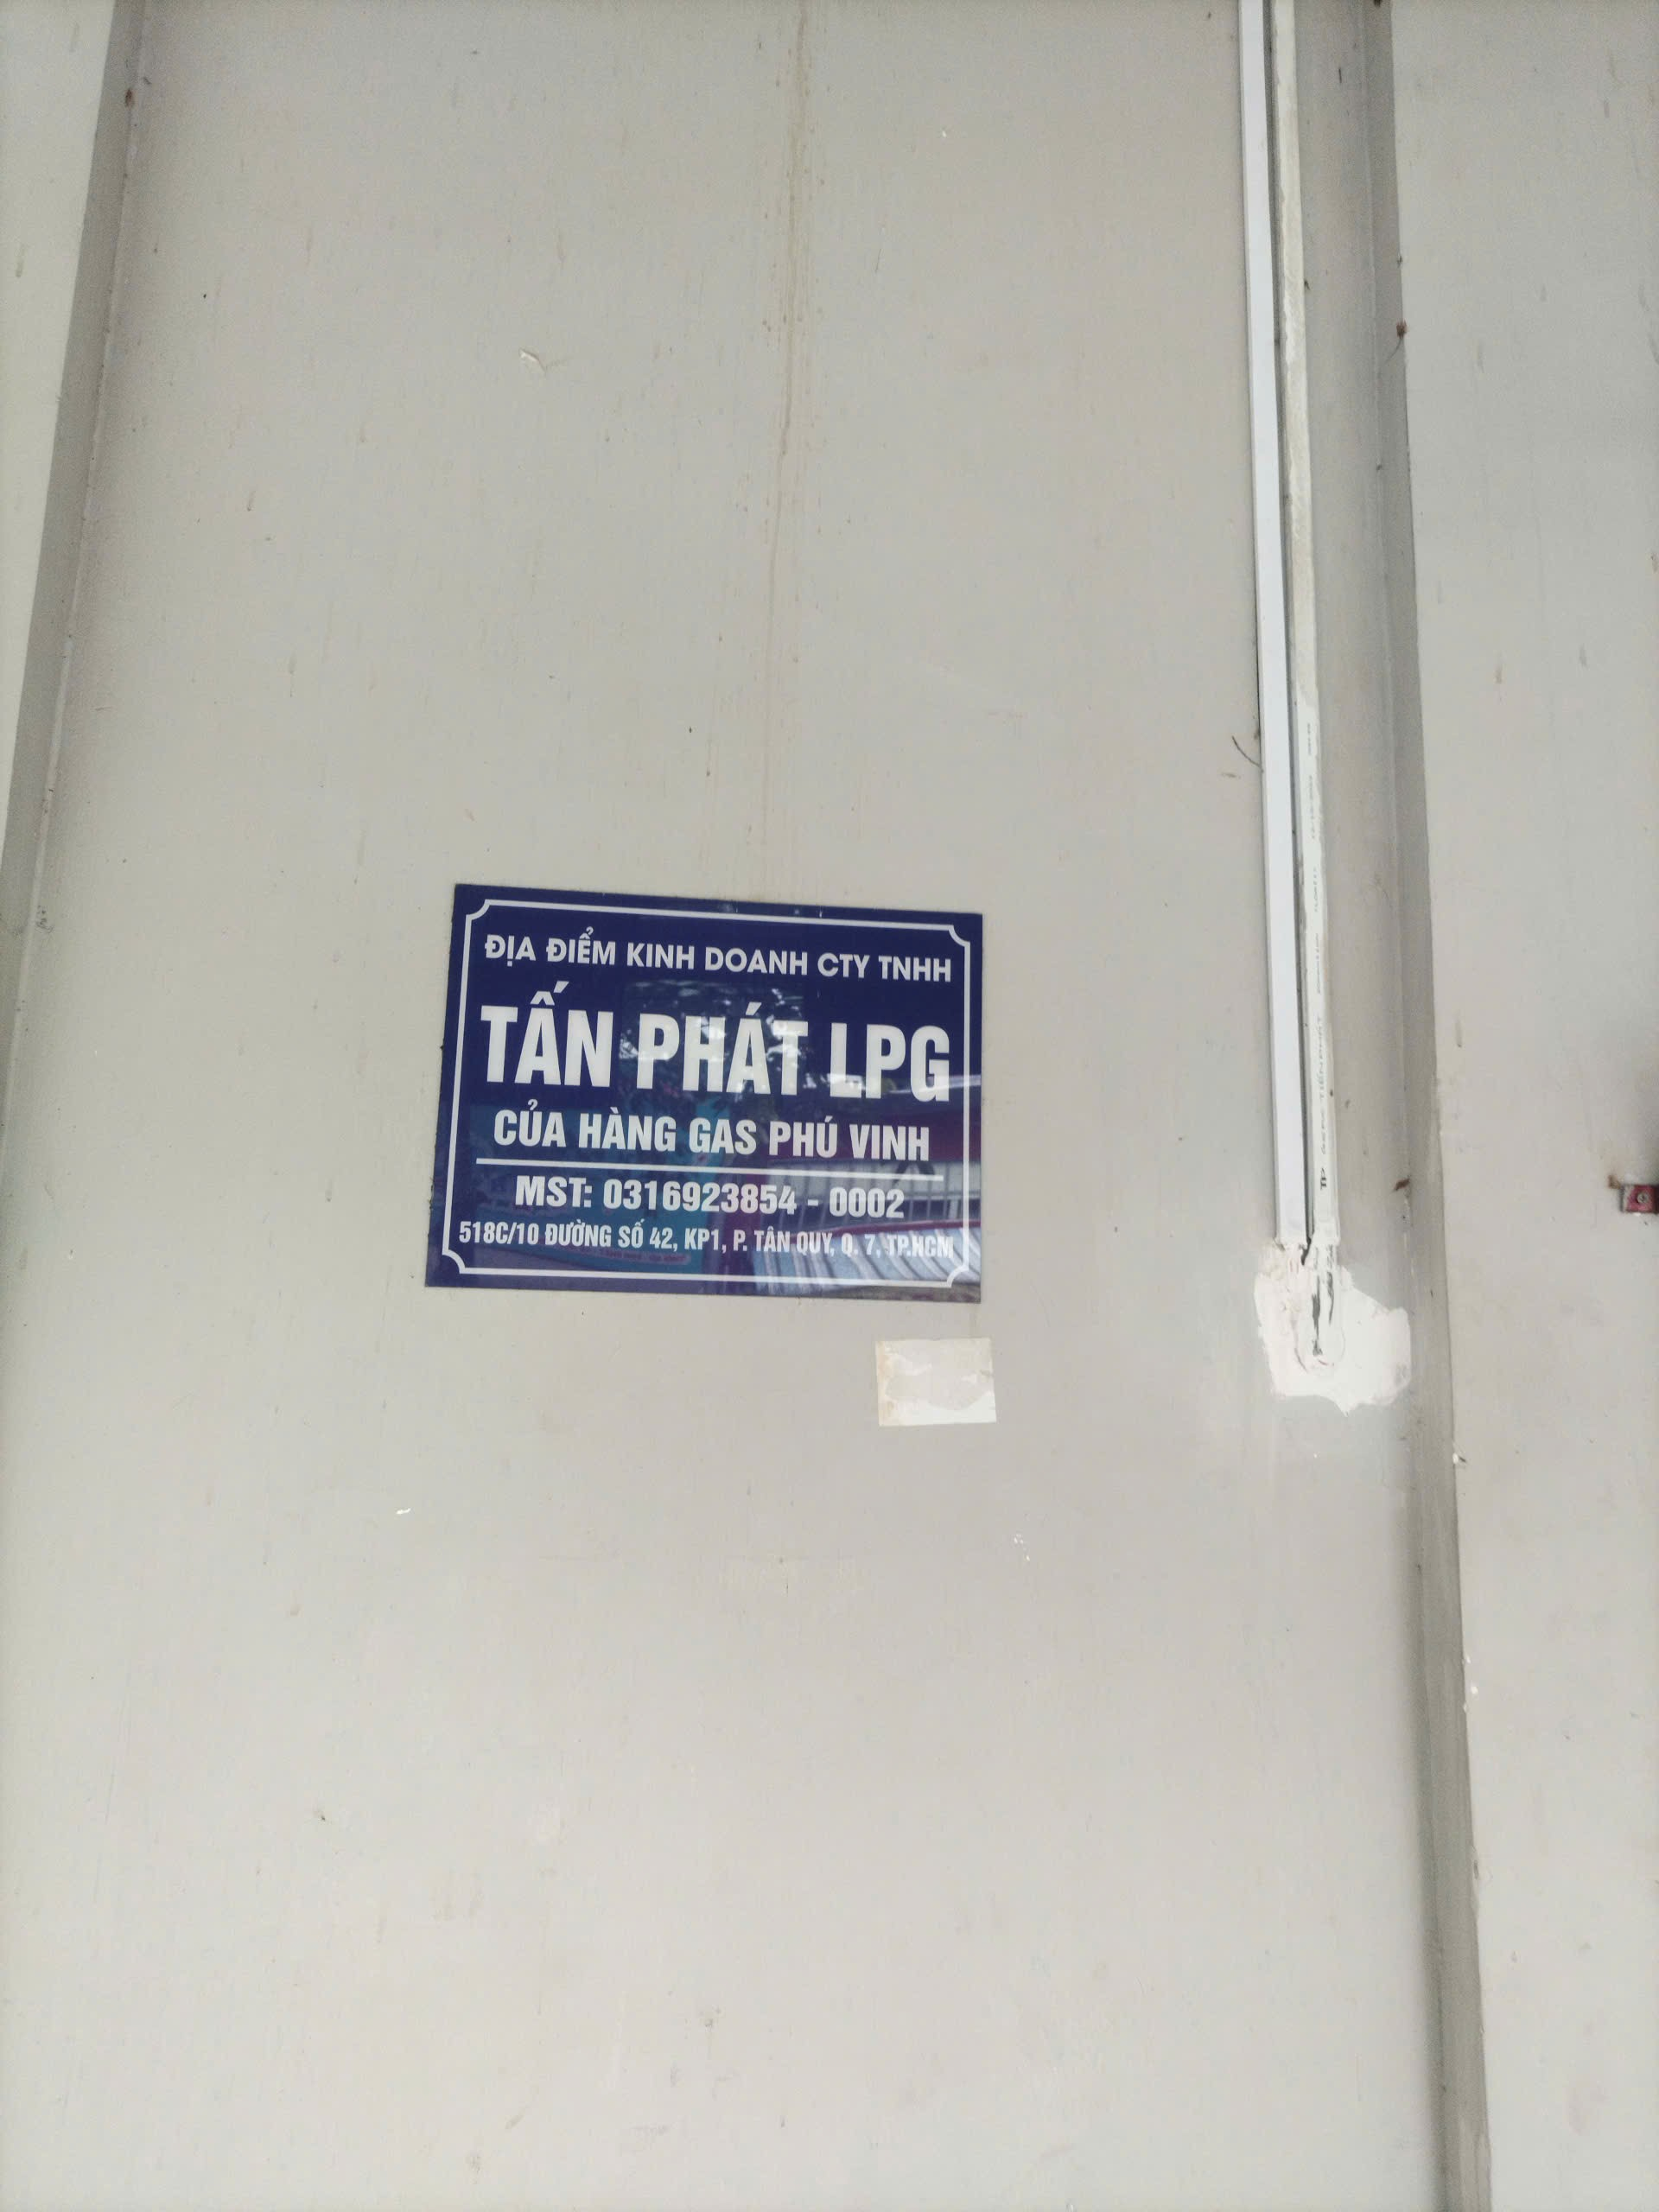 ĐỊA ĐIỂM KINH DOANH CTY TNHH
TẤN PHÁT LPG
CỦA HÀNG GAS PHÚ VINH
MST: 0316923854 - 0002
518C/10 ĐƯỜNG SỐ 42, KP1, P. TÂN QUY, Q. 7, TP.HCM